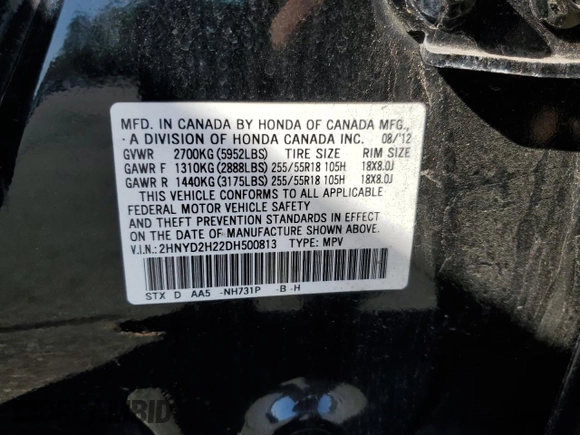 MFD. IN CANADA BY HONDA OF CANADA MFG.,
A DIVISION OF HONDA CANADA INC. 08/'12
GVWR 2700KG (5952LBS) TIRE SIZE RIM SIZE
GAWR F 1310KG (2888LBS) 255/55R18 105H 18X8.0J
GAWR R 1440KG (3175LBS) 255/55R18 105H 18X8.0J
THIS VEHICLE CONFORMS TO ALL APPLICABLE
FEDERAL MOTOR VEHICLE SAFETY
AND THEFT PREVENTION STANDARDS IN EFFECT
ON THE DATE OF MANUFACTURE SHOWN ABOVE.
V.I.N.: 2HNYD2H22DH500813 TYPE: MPV
STX D AA5 -NH731P -B -H